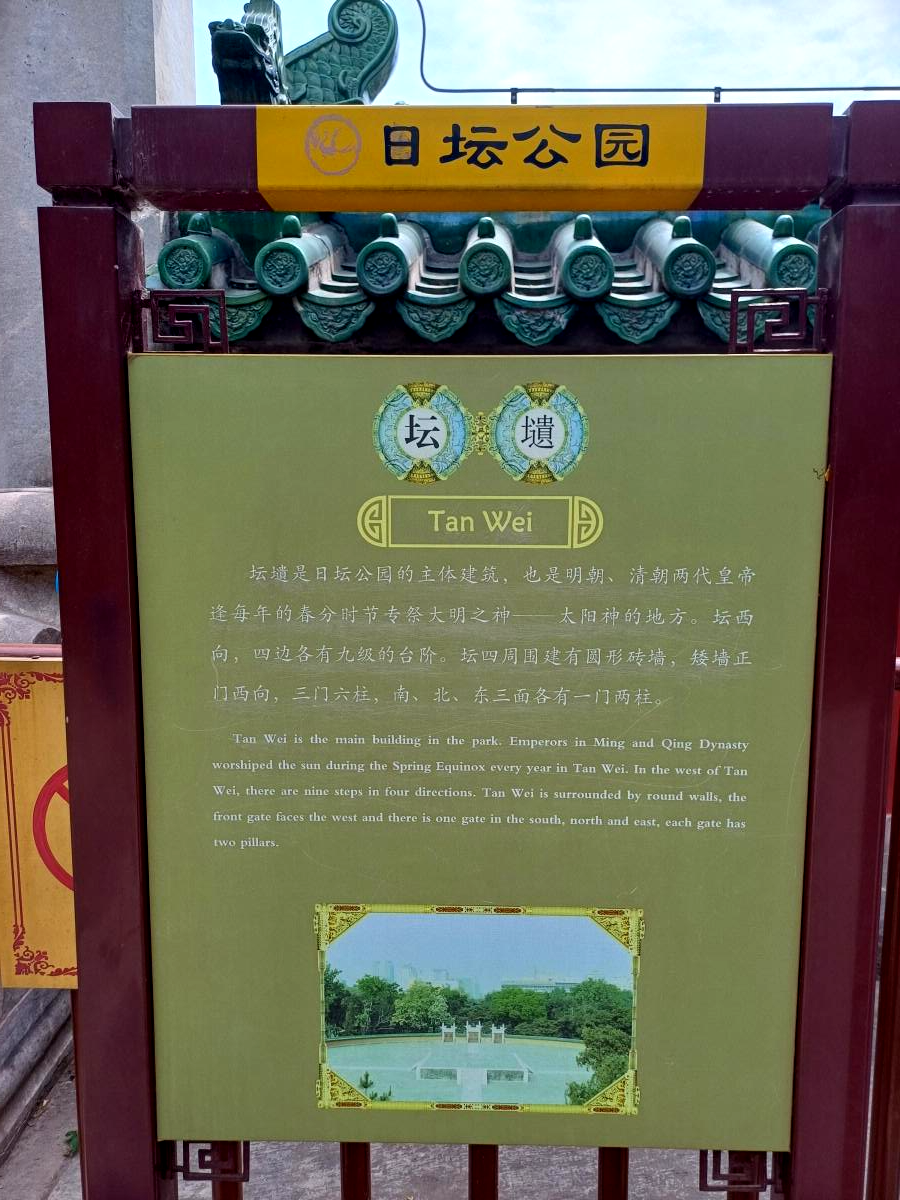 日坛公园
坛 壝
Tan Wei
坛壝是日坛公园的主体建筑，也是明朝、清朝两代皇帝
逢每年的春分时节专祭大明之神——太阳神的地方。坛西
向，四边各有九级的台阶。坛四周围建有圆形砖墙，矮墙正
门西向，三门六柱，南、北、东三面各有一门两柱。
Tan Wei is the main building in the park. Emperors in Ming and Qing Dynasty
worshiped the sun during the Spring Equinox every year in Tan Wei. In the west of Tan
Wei, there are nine steps in four directions. Tan Wei is surrounded by round walls, the
front gate faces the west and there is one gate in the south, north and east, each gate has
two pillars.